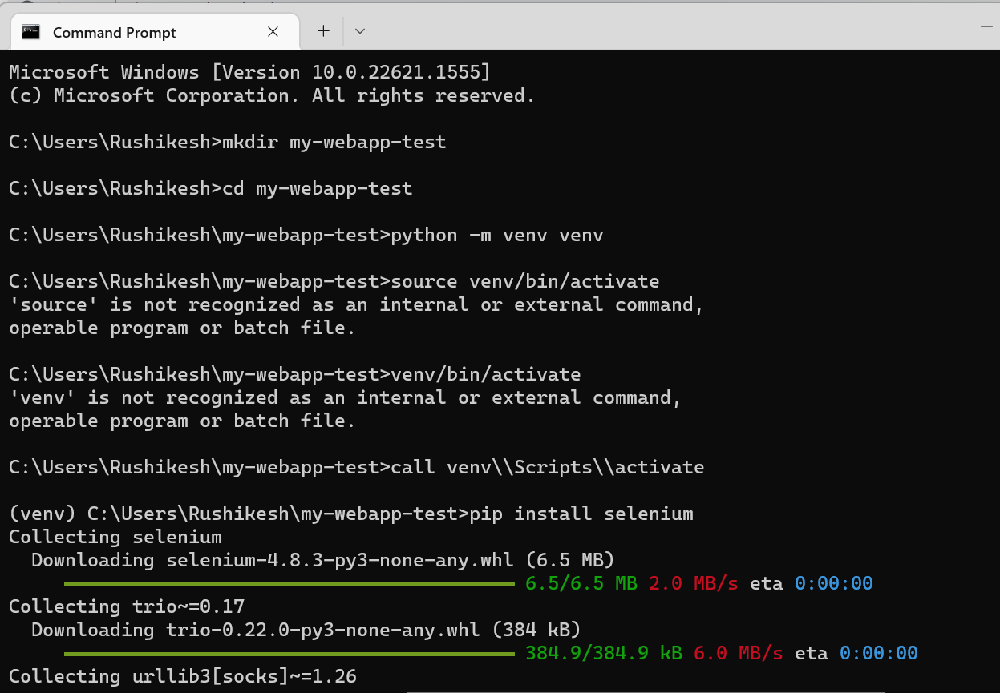 Command Prompt
Microsoft Windows [Version 10.0.22621.1555]
(c) Microsoft Corporation. All rights reserved.
C:\Users\Rushikesh>mkdir my-webapp-test
C:\Users\Rushikesh>cd my-webapp-test
C:\Users\Rushikesh\my-webapp-test>python -m venv venv
C:\Users\Rushikesh\my-webapp-test>source venv/bin/activate
'source' is not recognized as an internal or external command,
operable program or batch file.
C:\Users\Rushikesh\my-webapp-test>venv/bin/activate
'venv' is not recognized as an internal or external command,
operable program or batch file.
C:\Users\Rushikesh\my-webapp-test>call venv\\Scripts\\activate
(venv) C:\Users\Rushikesh\my-webapp-test>pip install selenium
Collecting selenium
Downloading selenium-4.8.3-py3-none-any.whl (6.5 MB)
6.5/6.5 MB 2.0 MB/s eta 0:00:00
Collecting trio~=0.17
Downloading trio-0.22.0-py3-none-any.whl (384 kB)
384.9/384.9 kB 6.0 MB/s eta 0:00:00
Collecting urllib3[socks]~=1.26